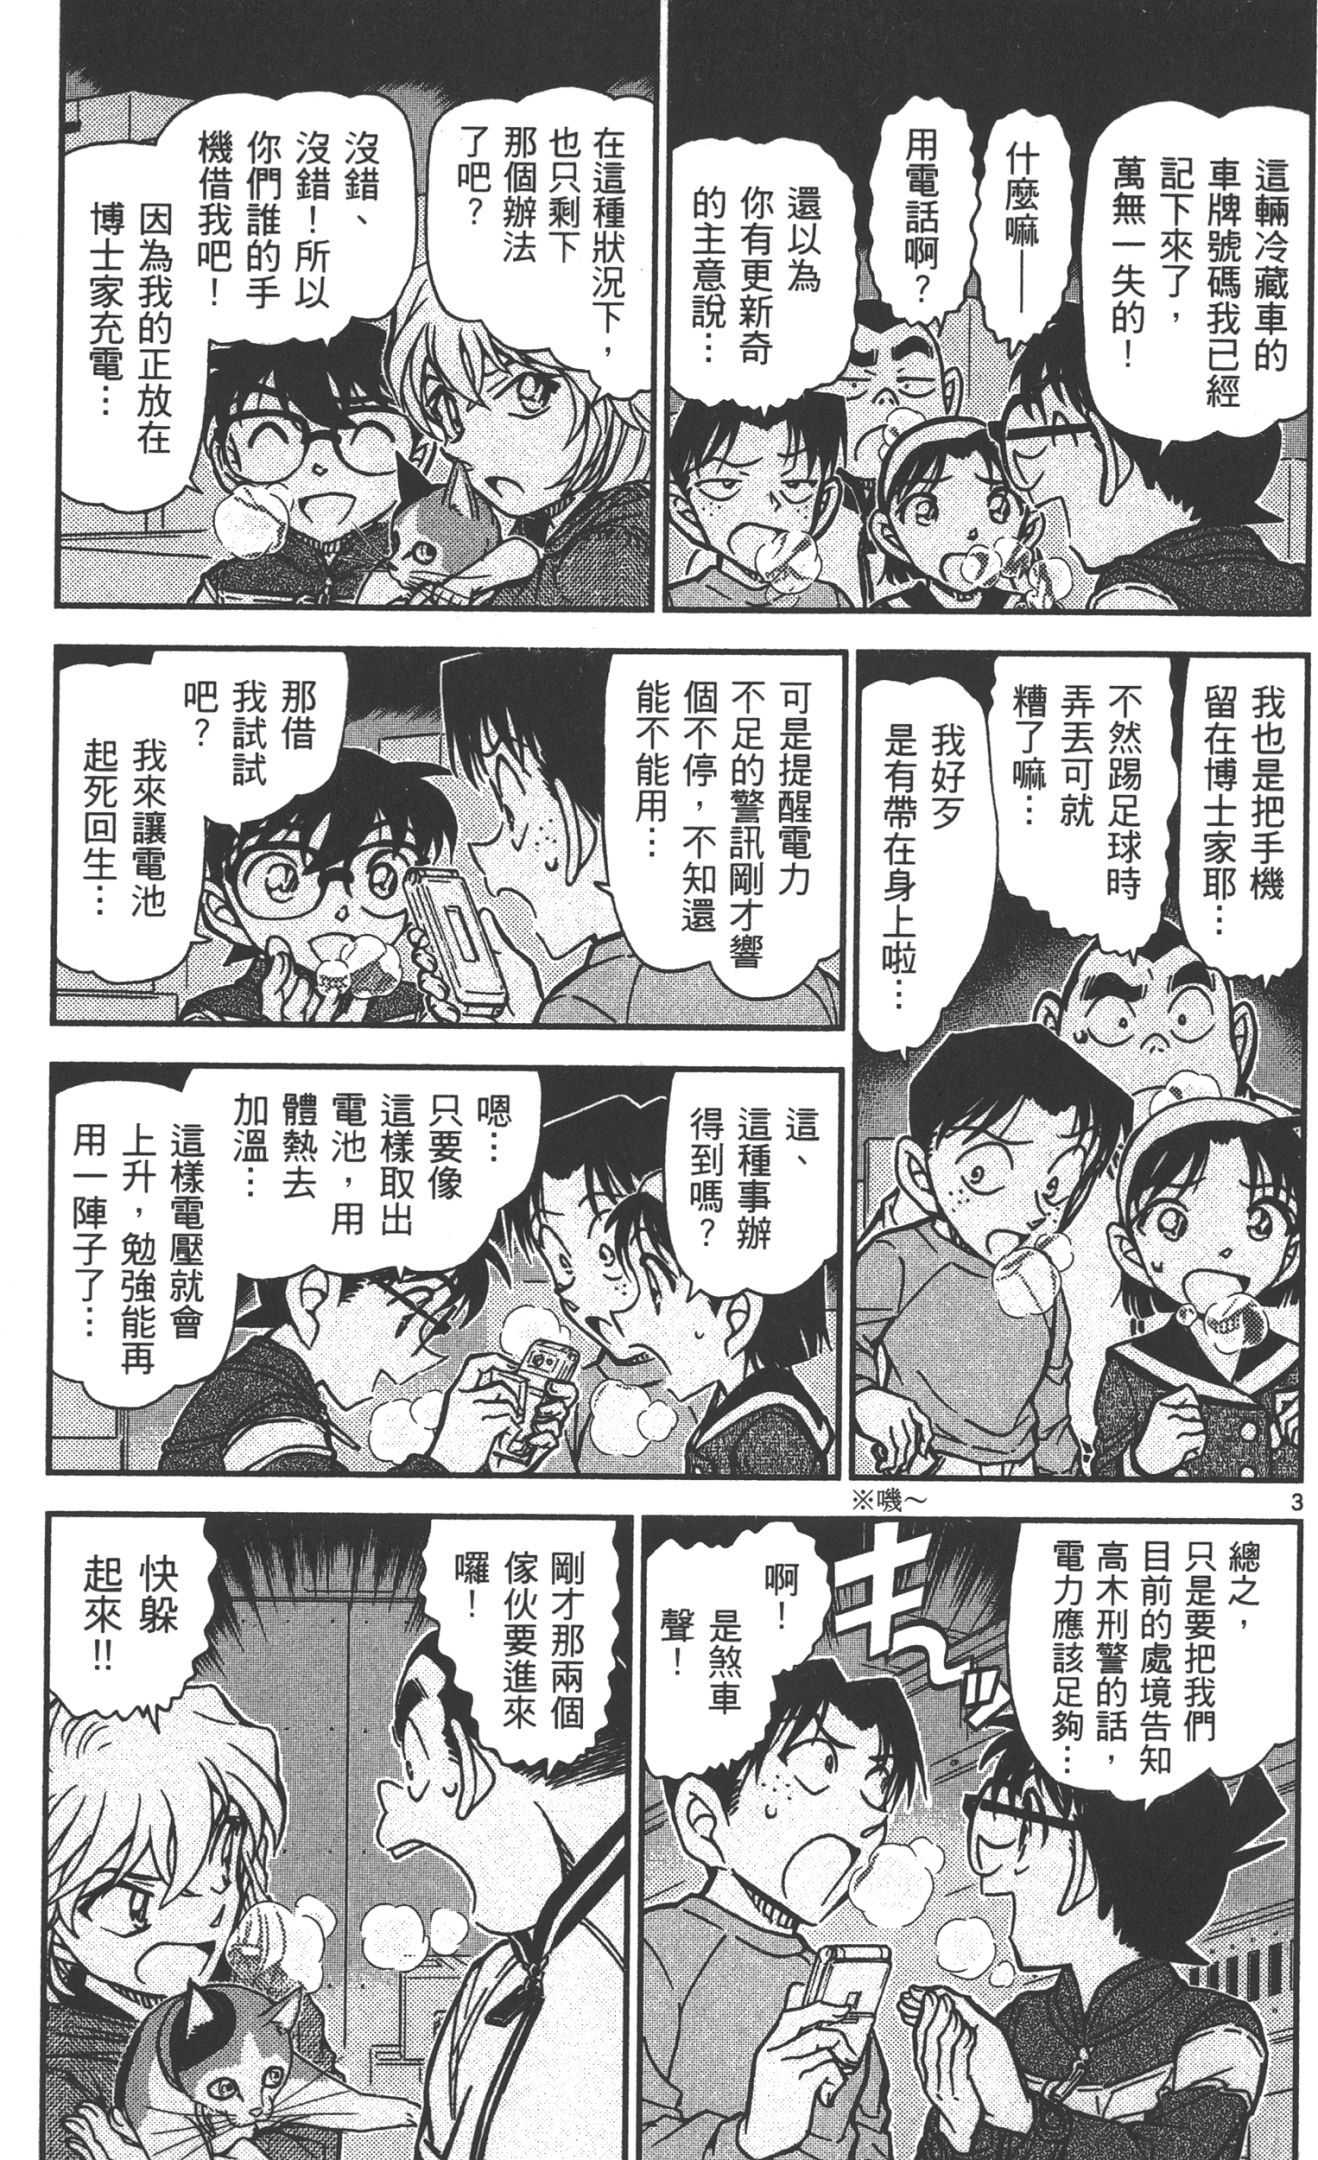 這輛冷藏車的
車牌號碼我已經
記下來了，
萬無一失的！
什麼嘛——
用電話啊？
還以為
你有更新奇
的主意說…
在這種狀況下，
也只剩下
那個辦法
了吧？
沒錯、
沒錯！所以
你們誰的手
機借我吧！
因為我的正放在
博士家充電…
我也是把手機
留在博士家耶…
不然踢足球時
弄丟可就
糟了嘛…
我好歹
是有帶在身上啦…
可是提醒電力
不足的警訊剛才響
個不停，不知還
能不能用…
那借
我試試
吧？
我來讓電池
起死回生…
這、
這種事辦
得到嗎？
嗯…
只要像
這樣取出
電池，用
體熱去
加溫…
這樣電壓就會
上升，勉強能再
用一陣子了…
※嘰～
3
總之，
只是要把我們
目前的處境告知
高木刑警的話，
電力應該足夠…
キーッ
啊！
是煞車
聲！
剛才那兩個
傢伙要進來
囉！
快躲
起來!!